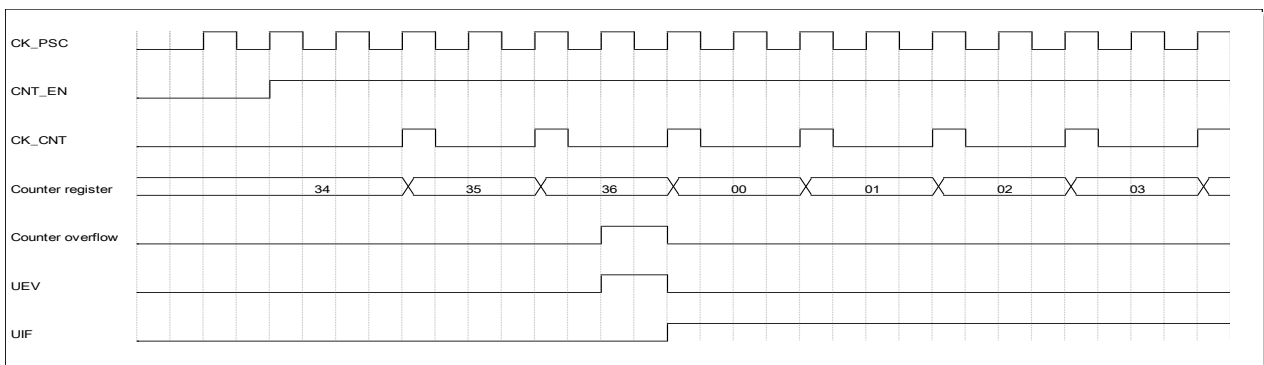 CK_PSC
CNT_EN
CK_CNT
Counter register 34 35 36 00 01 02 03
Counter overflow
UEV
UIF